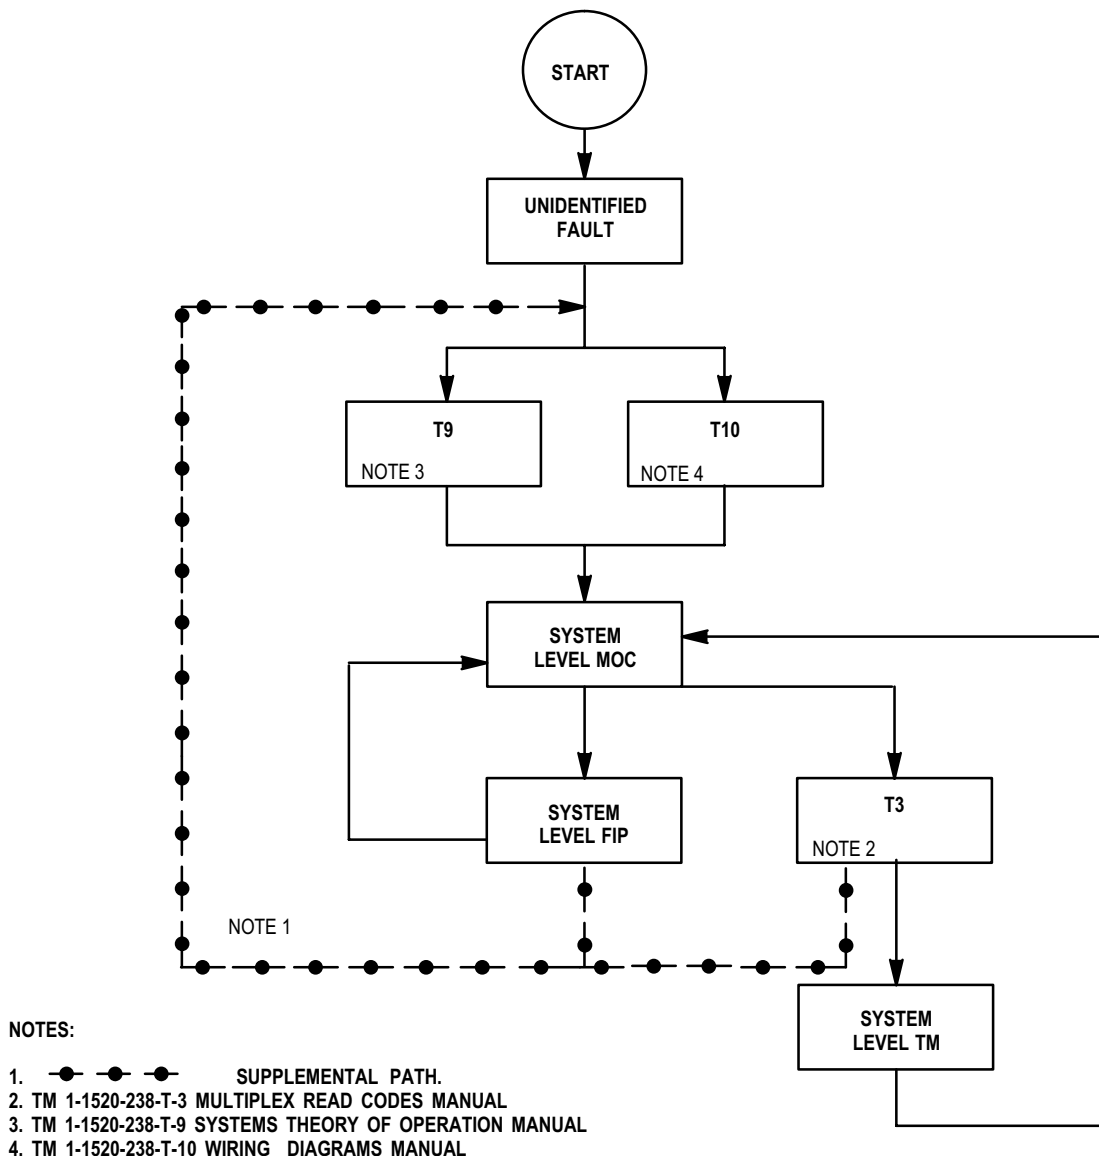 START
UNIDENTIFIED
FAULT
T9
NOTE 3
T10
NOTE 4
SYSTEM
LEVEL MOC
SYSTEM
LEVEL FIP
T3
NOTE 2
NOTE 1
SYSTEM
LEVEL TM
NOTES:
1. SUPPLEMENTAL PATH.
2. TM 1-1520-238-T-3 MULTIPLEX READ CODES MANUAL
3. TM 1-1520-238-T-9 SYSTEMS THEORY OF OPERATION MANUAL
4. TM 1-1520-238-T-10 WIRING DIAGRAMS MANUAL